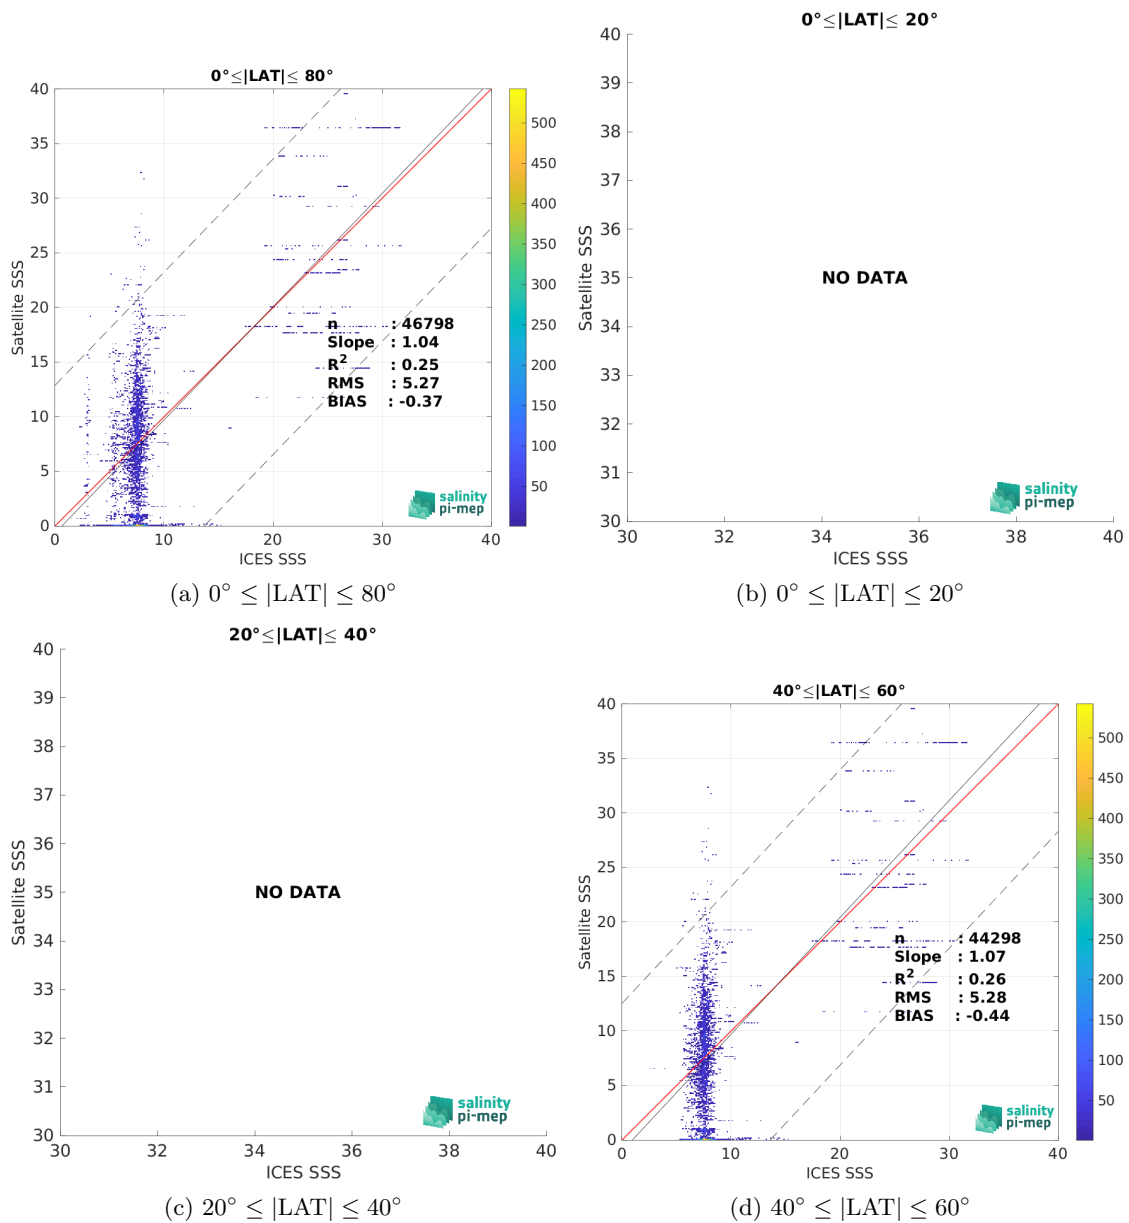 0°≤|LAT|≤ 80°
Satellite SSS
40
35
30
25
20
15
10
5
0
0 10 20 30 40
ICES SSS
n : 46798
Slope : 1.04
R² : 0.25
RMS : 5.27
BIAS : -0.37
salinity
pi-mep
500
450
400
350
300
250
200
150
100
50
(a) 0° ≤ |LAT| ≤ 80°
0°≤|LAT|≤ 20°
Satellite SSS
40
39
38
37
36
35
34
33
32
31
30
NO DATA
salinity
pi-mep
30 32 34 36 38 40
ICES SSS
(b) 0° ≤ |LAT| ≤ 20°
20°≤|LAT|≤ 40°
Satellite SSS
40
39
38
37
36
35
34
33
32
31
30
NO DATA
salinity
pi-mep
30 32 34 36 38 40
ICES SSS
(c) 20° ≤ |LAT| ≤ 40°
40°≤|LAT|≤ 60°
Satellite SSS
40
35
30
25
20
15
10
5
0
0 10 20 30 40
ICES SSS
n : 44298
Slope : 1.07
R² : 0.26
RMS : 5.28
BIAS : -0.44
salinity
pi-mep
500
450
400
350
300
250
200
150
100
50
(d) 40° ≤ |LAT| ≤ 60°